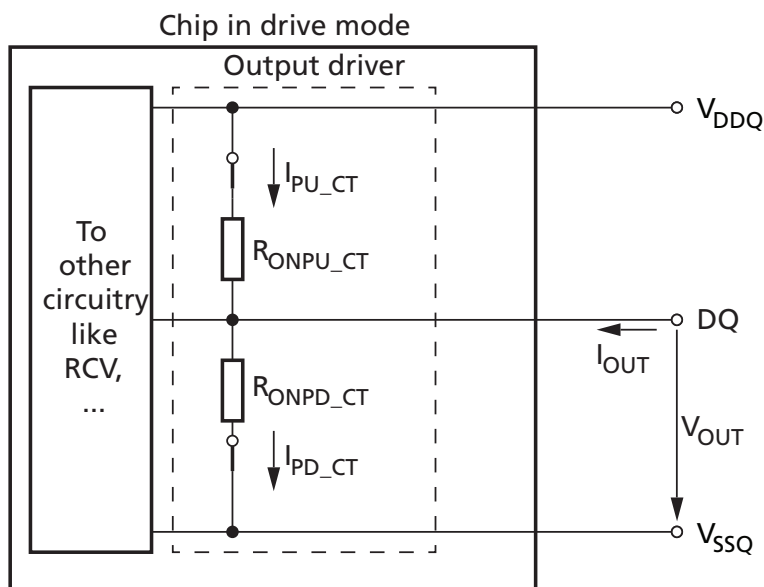 Chip in drive mode
Output driver
V_DDQ
I_PU_CT
To
other
circuitry
like
RCV,
...
R_ONPU_CT
DQ
I_OUT
R_ONPD_CT
V_OUT
I_PD_CT
V_SSQ